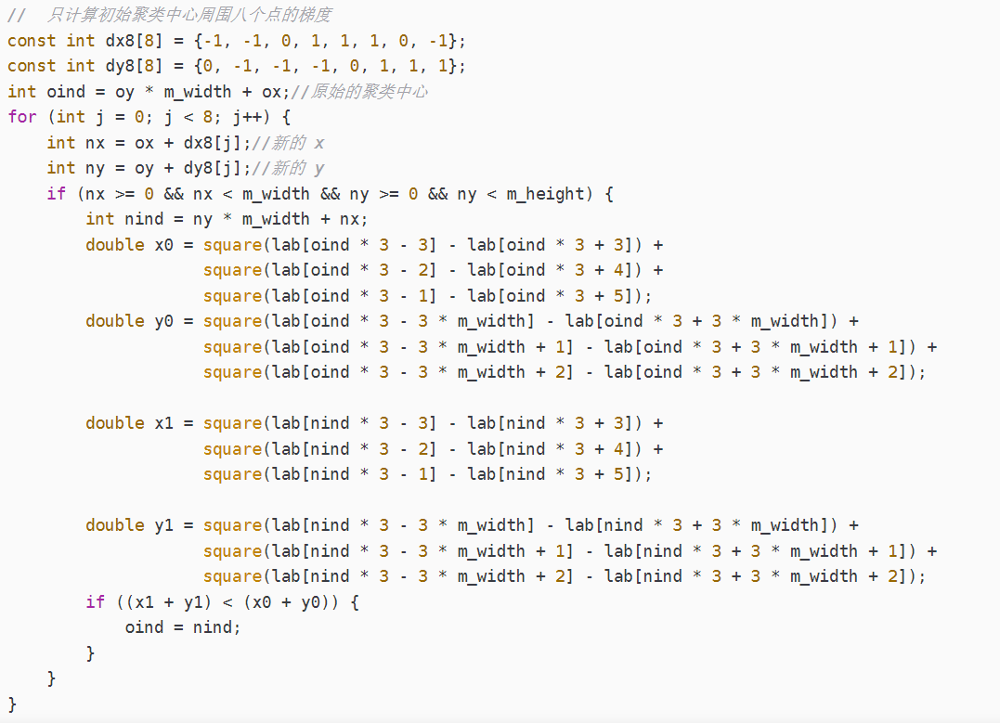 //  只计算初始聚类中心周围八个点的梯度
const int dx8[8] = {-1, -1, 0, 1, 1, 1, 0, -1};
const int dy8[8] = {0, -1, -1, -1, 0, 1, 1, 1};
int oind = oy * m_width + ox;//原始的聚类中心
for (int j = 0; j < 8; j++) {
    int nx = ox + dx8[j];//新的 x
    int ny = oy + dy8[j];//新的 y
    if (nx >= 0 && nx < m_width && ny >= 0 && ny < m_height) {
        int nind = ny * m_width + nx;
        double x0 = square(lab[oind * 3 - 3] - lab[oind * 3 + 3]) +
                    square(lab[oind * 3 - 2] - lab[oind * 3 + 4]) +
                    square(lab[oind * 3 - 1] - lab[oind * 3 + 5]);
        double y0 = square(lab[oind * 3 - 3 * m_width] - lab[oind * 3 + 3 * m_width]) +
                    square(lab[oind * 3 - 3 * m_width + 1] - lab[oind * 3 + 3 * m_width + 1]) +
                    square(lab[oind * 3 - 3 * m_width + 2] - lab[oind * 3 + 3 * m_width + 2]);

        double x1 = square(lab[nind * 3 - 3] - lab[nind * 3 + 3]) +
                    square(lab[nind * 3 - 2] - lab[nind * 3 + 4]) +
                    square(lab[nind * 3 - 1] - lab[nind * 3 + 5]);

        double y1 = square(lab[nind * 3 - 3 * m_width] - lab[nind * 3 + 3 * m_width]) +
                    square(lab[nind * 3 - 3 * m_width + 1] - lab[nind * 3 + 3 * m_width + 1]) +
                    square(lab[nind * 3 - 3 * m_width + 2] - lab[nind * 3 + 3 * m_width + 2]);
        if ((x1 + y1) < (x0 + y0)) {
            oind = nind;
        }
    }
}